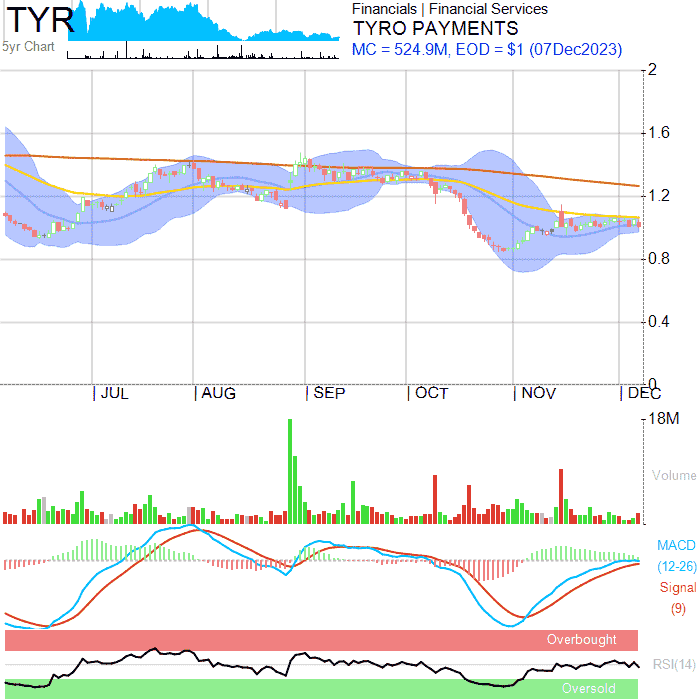 TYR
5yr Chart
Financials | Financial Services
TYRO PAYMENTS
MC = 524.9M, EOD = $1 (07Dec2023)
2
1.6
1.2
0.8
0.4
0
JUL
AUG
SEP
OCT
NOV
DEC
18M
Volume
MACD
(12-26)
Signal
(9)
Overbought
RSI(14)
Oversold